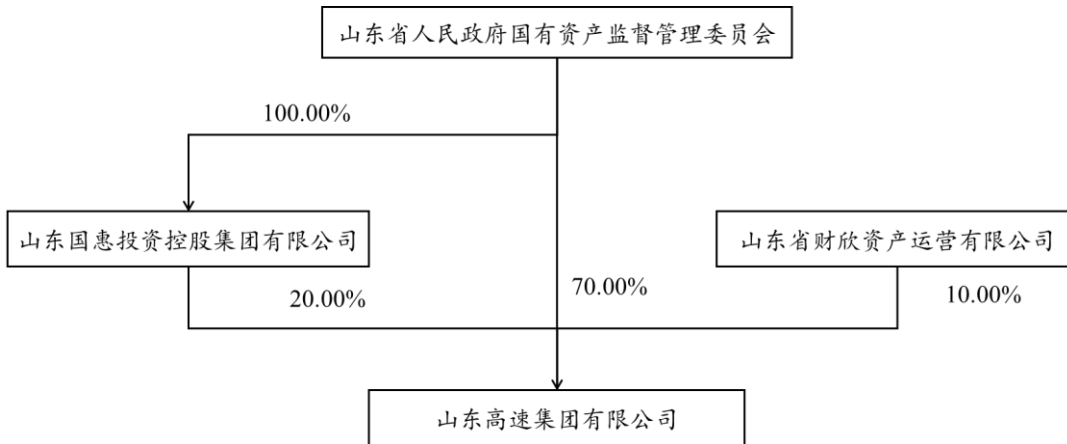 山东省人民政府国有资产监督管理委员会
100.00%
山东国惠投资控股集团有限公司
山东省财欣资产运营有限公司
20.00%
70.00%
10.00%
山东高速集团有限公司